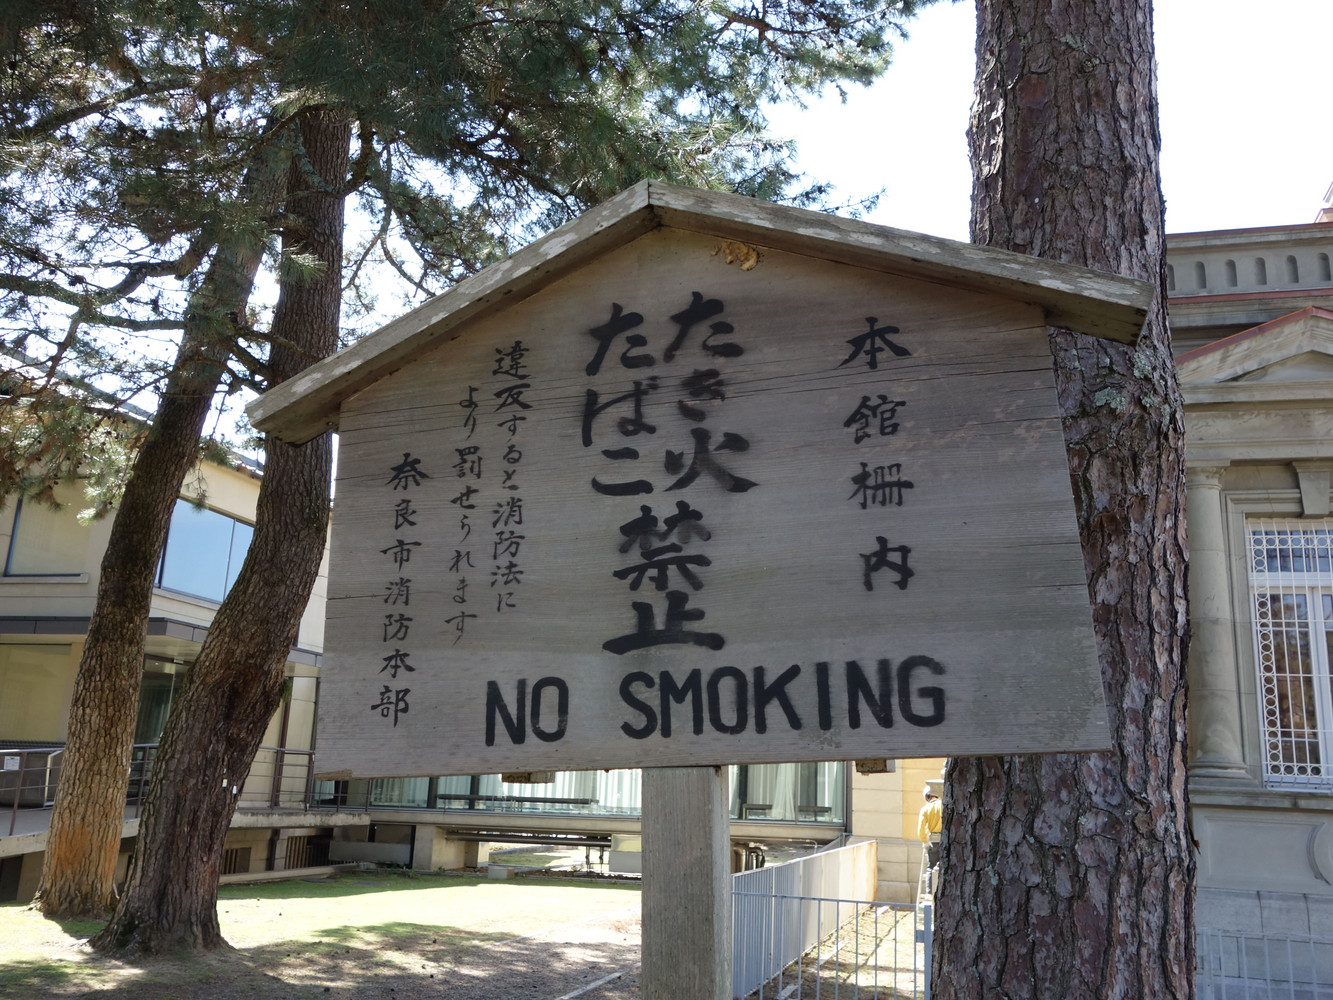 本館柵内
たき火
たばこ
禁止
違反すると消防法に
より罰せられます
奈良市消防本部
NO SMOKING